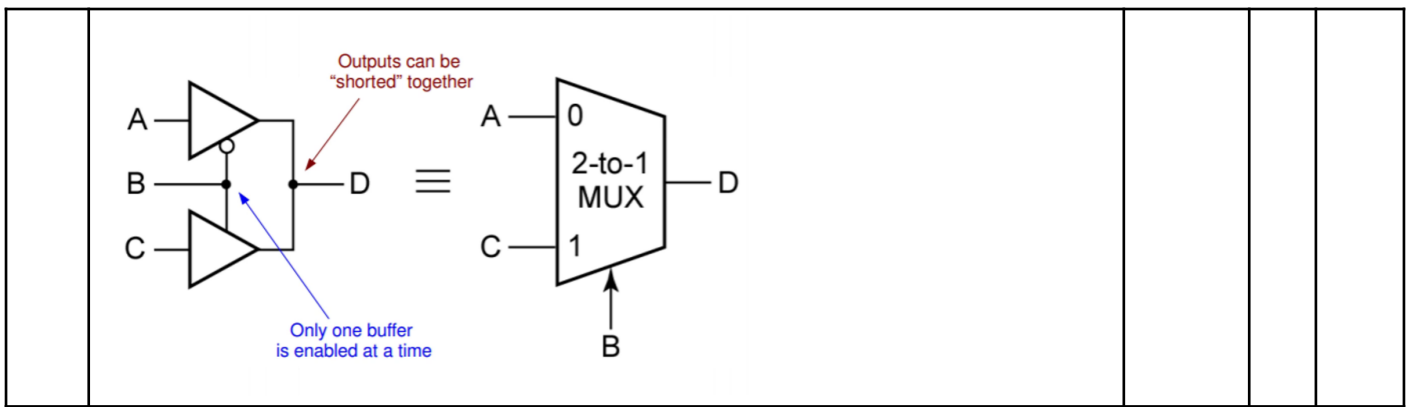 Outputs can be
“shorted” together
A
B
C
D
≡
A
0
2-to-1
MUX
D
C
1
B
Only one buffer
is enabled at a time